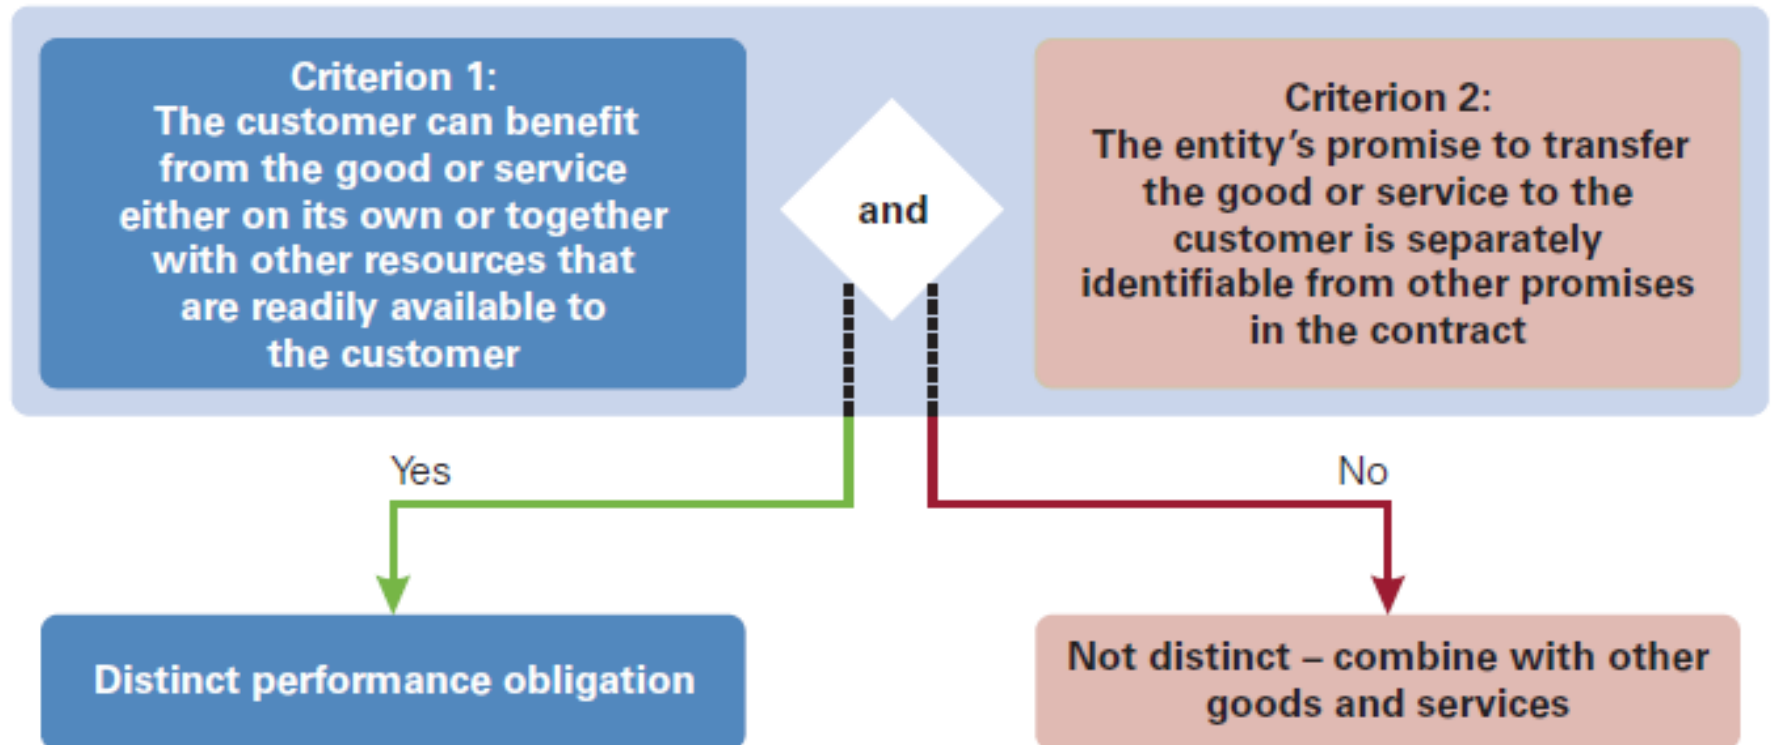 Criterion 1:
The customer can benefit
from the good or service
either on its own or together
with other resources that
are readily available to
the customer
and
Criterion 2:
The entity’s promise to transfer
the good or service to the
customer is separately
identifiable from other promises
in the contract
Yes
No
Distinct performance obligation
Not distinct – combine with other
goods and services